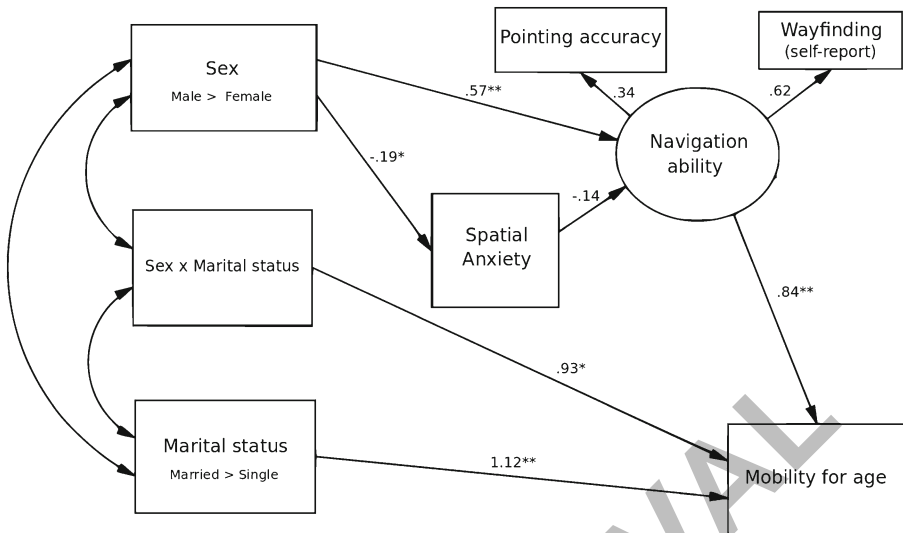 Pointing accuracy
Wayfinding
(self-report)
Sex
Male > Female
.57**
.34
.62
Navigation
ability
-.19*
-.14
Spatial
Anxiety
Sex x Marital status
.84**
.93*
Marital status
Married > Single
1.12**
Mobility for age
VAL